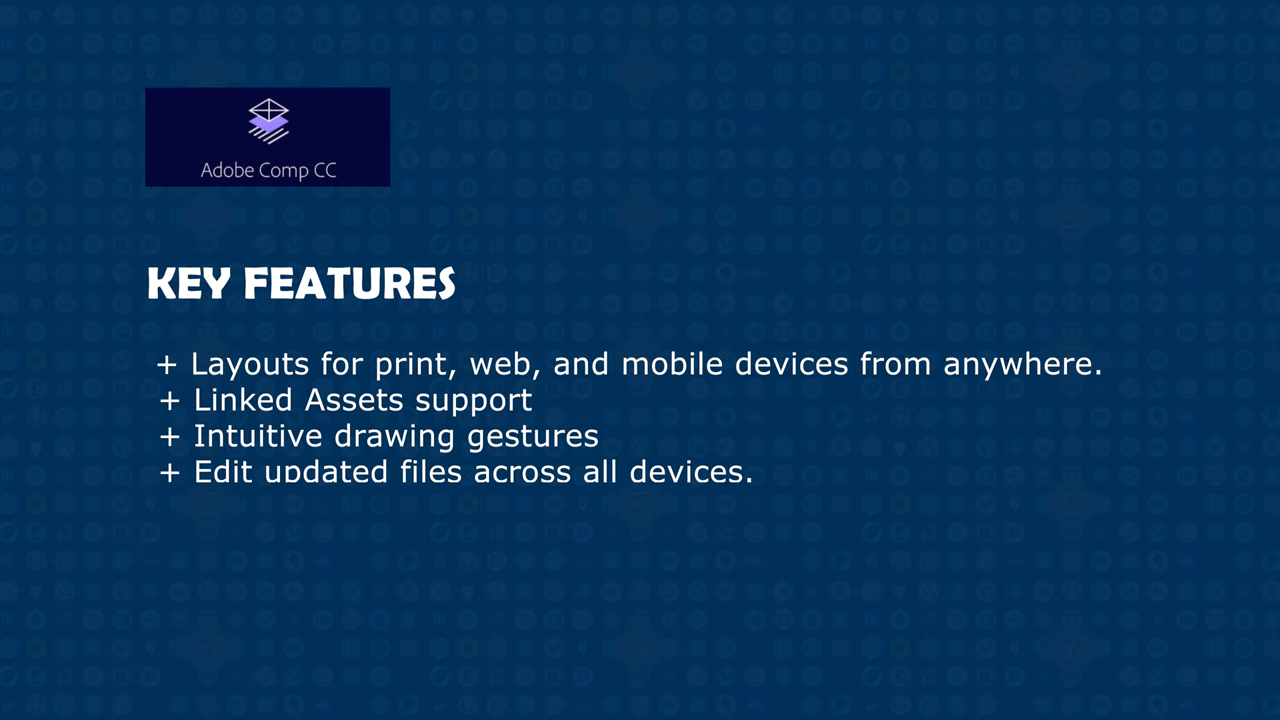 Adobe Comp CC
KEY FEATURES
+ Layouts for print, web, and mobile devices from anywhere.
+ Linked Assets support
+ Intuitive drawing gestures
+ Edit updated files across all devices.